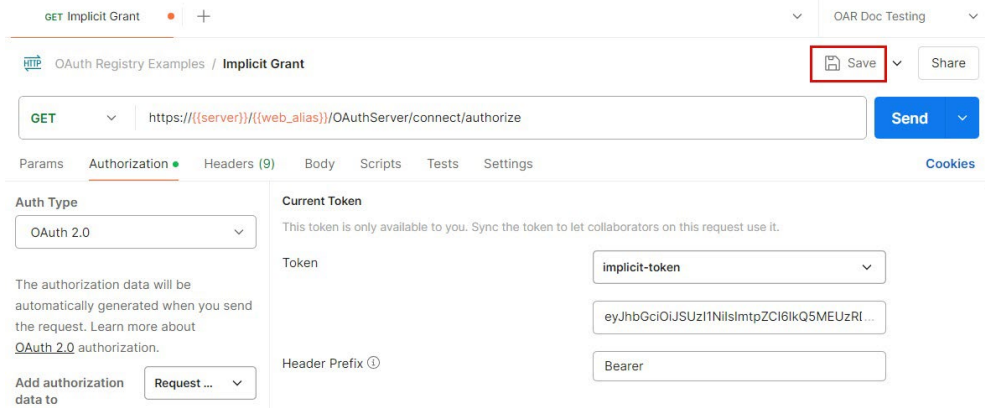 GET Implicit Grant
OAR Doc Testing
HTTP OAuth Registry Examples / Implicit Grant
Save
Share
GET https://{{server}}/{{web_alias}}/OAuthServer/connect/authorize
Send
Params Authorization Headers (9) Body Scripts Tests Settings Cookies
Auth Type
OAuth 2.0
The authorization data will be
automatically generated when you send
the request. Learn more about
OAuth 2.0 authorization.
Add authorization
data to
Request ...
Current Token
This token is only available to you. Sync the token to let collaborators on this request use it.
Token
implicit-token
Header Prefix
Bearer